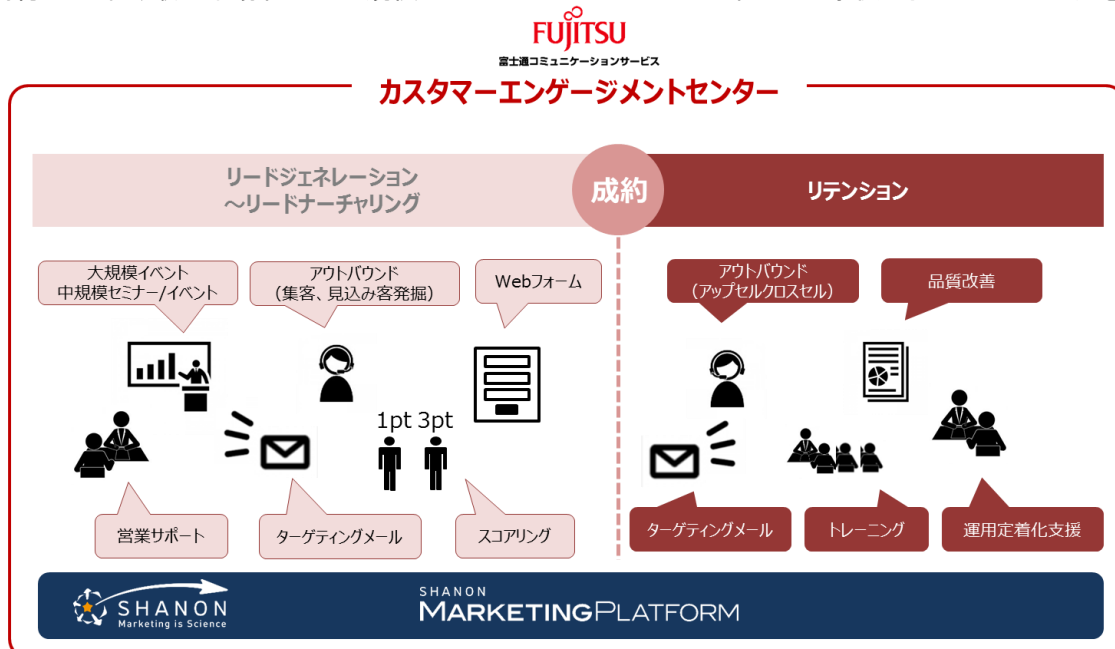 FUJITSU
富士通コミュニケーションサービス
カスタマーエンゲージメントセンター
リードジェネレーション
～リードナーチャリング
成約
リテンション
大規模イベント
中規模セミナー/イベント
アウトバウンド
(集客、見込み客発掘)
Webフォーム
アウトバウンド
(アップセルクロスセル)
品質改善
1pt 3pt
営業サポート
ターゲティングメール
スコアリング
ターゲティングメール
トレーニング
運用定着化支援
SHANON
Marketing is Science
SHANON
MARKETINGPLATFORM